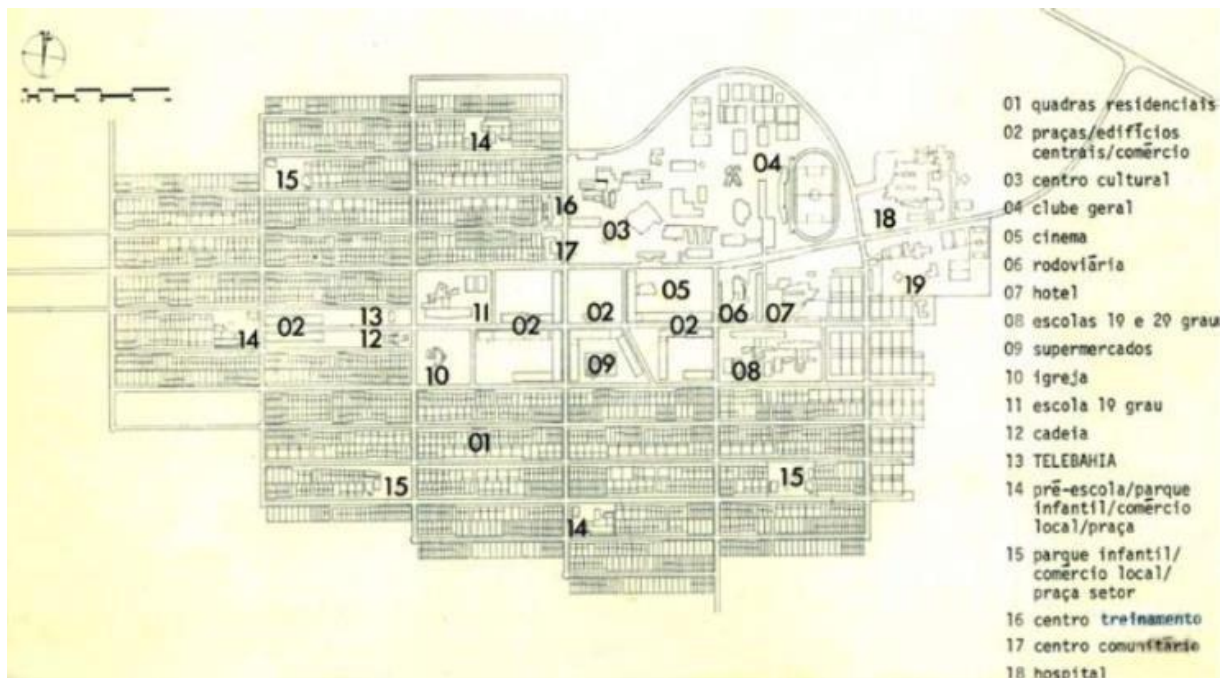 14
15
04
16
18
03
17
19
05
11
02
06
07
13
02
02
02
14
12
09
08
10
01
15
15
14
01 quadras residenciais
02 praças/edifícios
centrais/comércio
03 centro cultural
04 clube geral
05 cinema
06 rodoviária
07 hotel
08 escolas 1º e 2º grau
09 supermercados
10 igreja
11 escola 1º grau
12 cadeia
13 TELEBAHIA
14 pré-escola/parque
infantil/comércio
local/praça
15 parque infantil/
comércio local/
praça setor
16 centro treinamento
17 centro comunitário
18 hospital